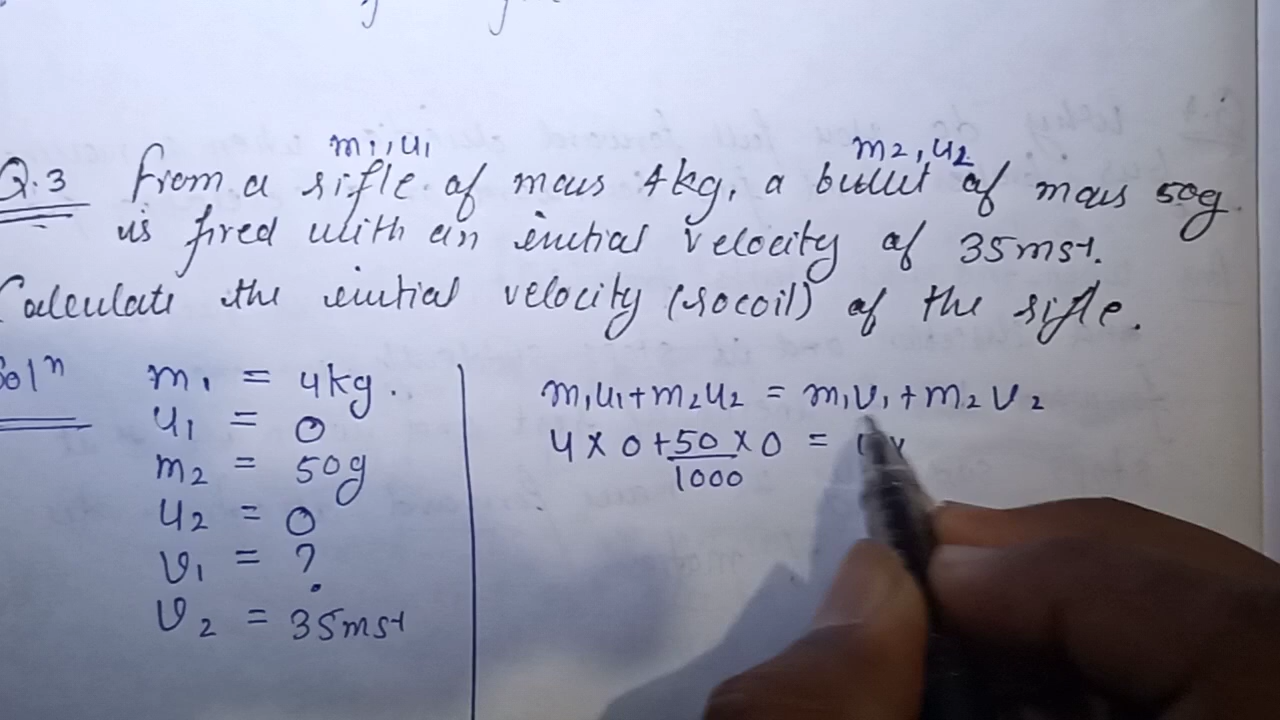 m1, u1 m2, u2
Q.3 From a rifle of mass 4kg, a bullet of mass 50g
is fired with an initial velocity of 35ms-1.
Calculate the initial velocity (recoil) of the rifle.
Soln
m1 = 4kg.
u1 = 0
m2 = 50g
u2 = 0
v1 = ?
v2 = 35ms-1
m1u1+m2u2 = m1v1+m2v2
4×0+50/1000×0 =